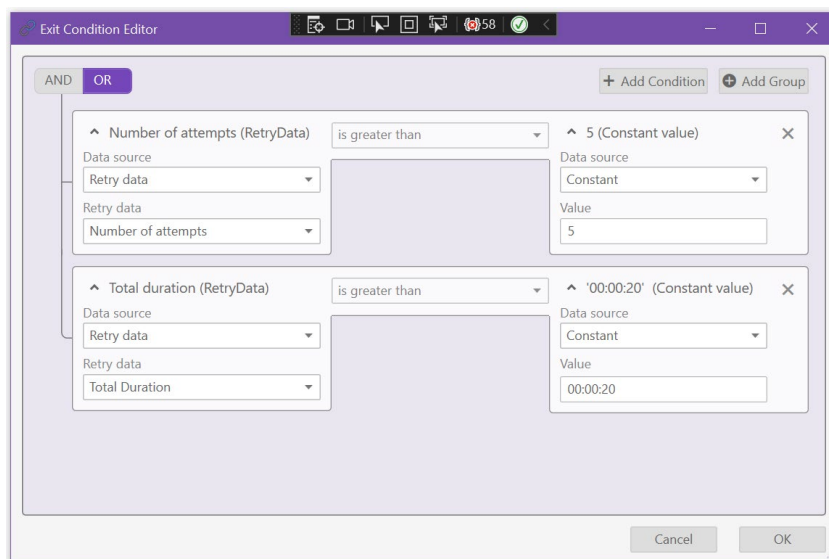 Exit Condition Editor
58
AND OR
+ Add Condition
Add Group
Number of attempts (RetryData)
is greater than
5 (Constant value)
Data source
Retry data
Retry data
Number of attempts
Data source
Constant
Value
5
Total duration (RetryData)
is greater than
'00:00:20' (Constant value)
Data source
Retry data
Retry data
Total Duration
Data source
Constant
Value
00:00:20
Cancel
OK